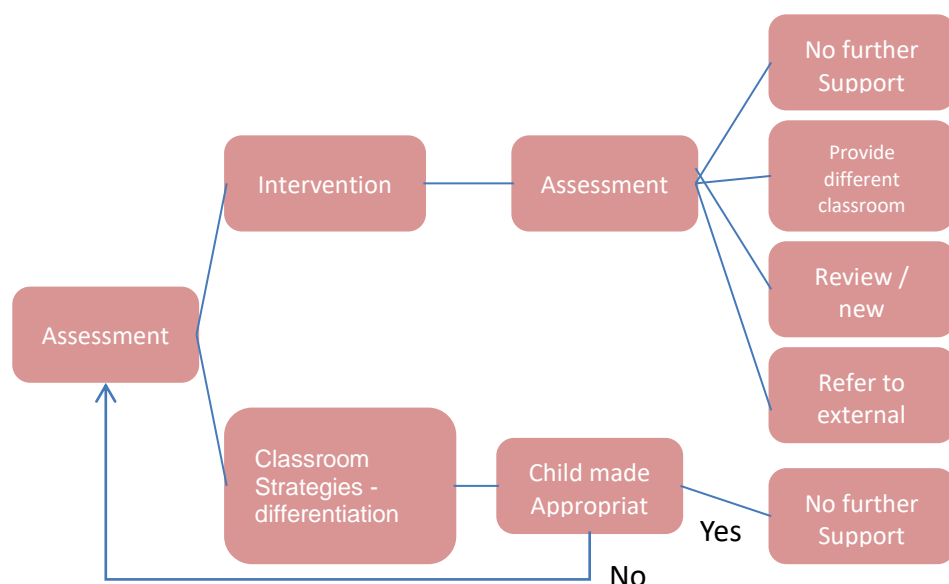 No further
Support
Provide
different
classroom
Intervention
Assessment
Review /
new
Assessment
Refer to
external
Classroom
Strategies -
differentiation
Child made
Appropriat
No further
Support
Yes
No